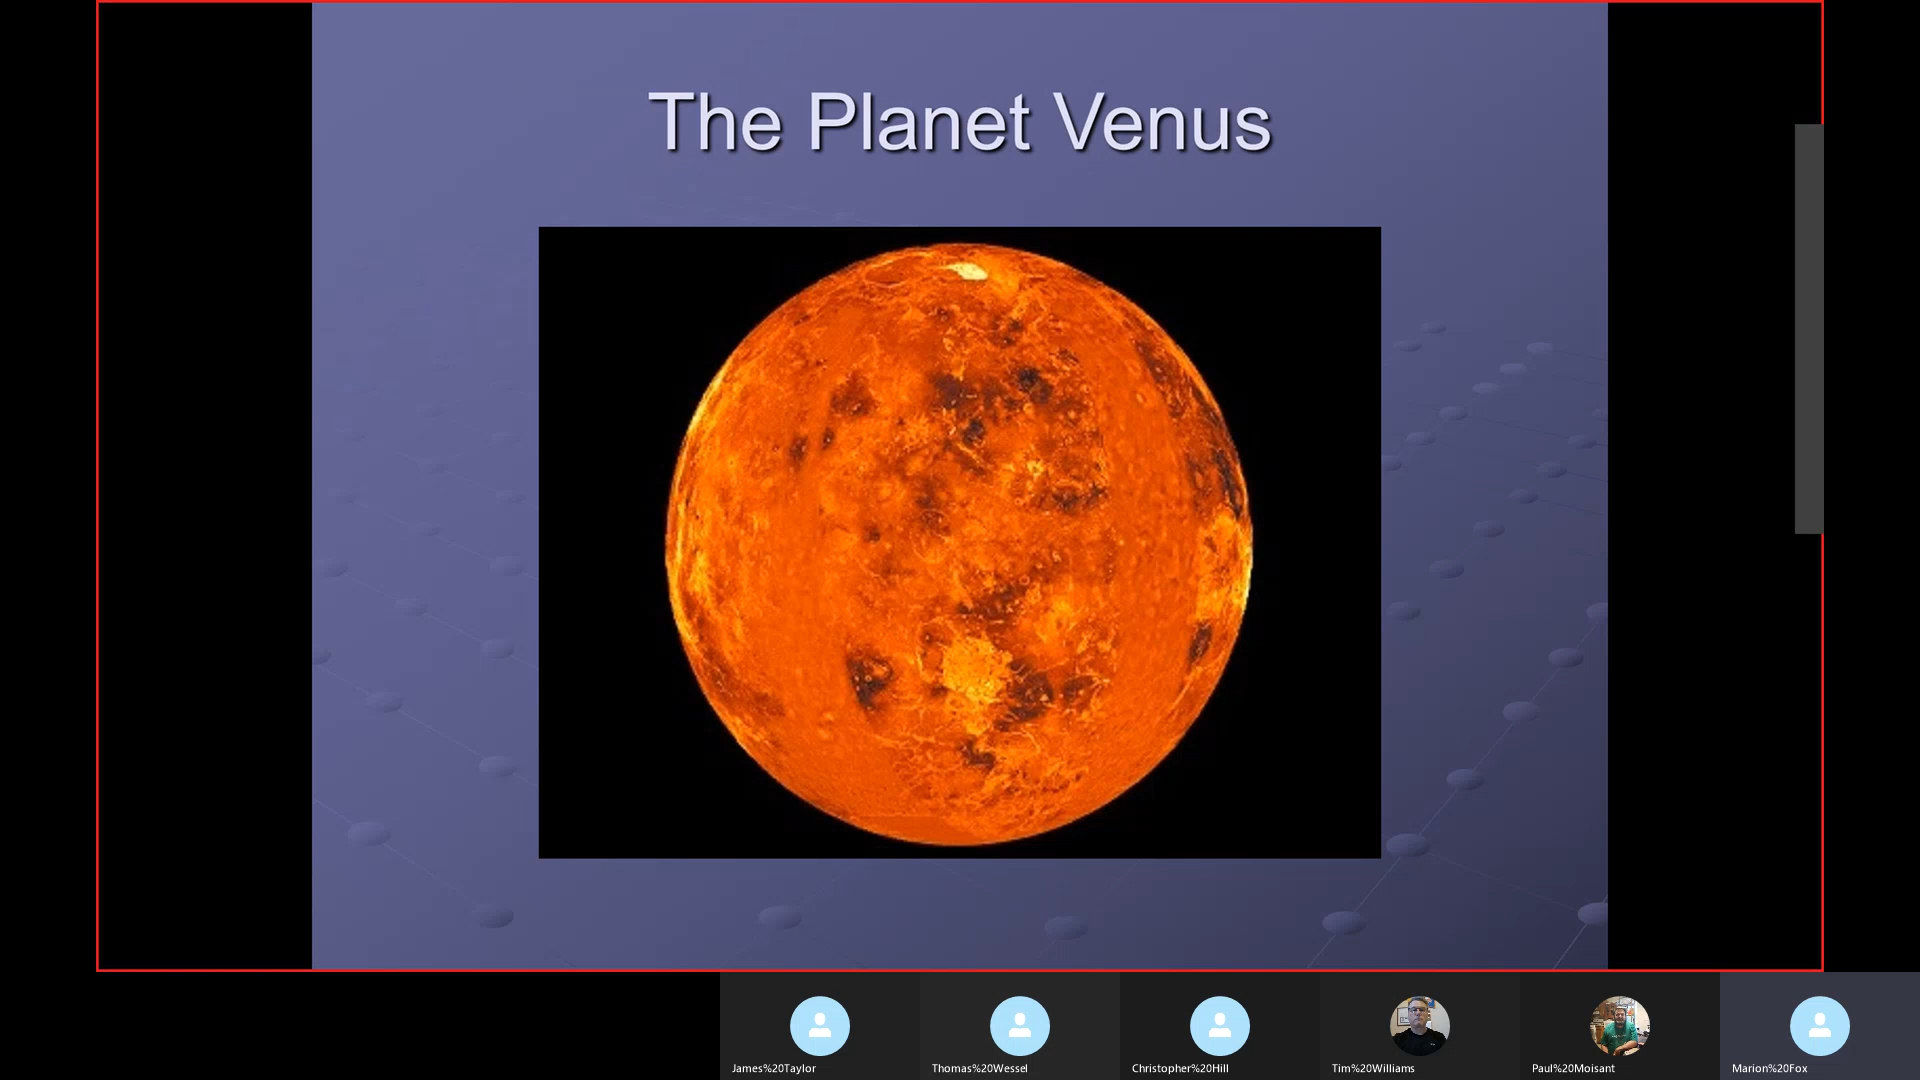 The Planet Venus
James%20Taylor
Thomas%20Wessel
Christopher%20Hill
Tim%20Williams
Paul%20Moisant
Marion%20Fox